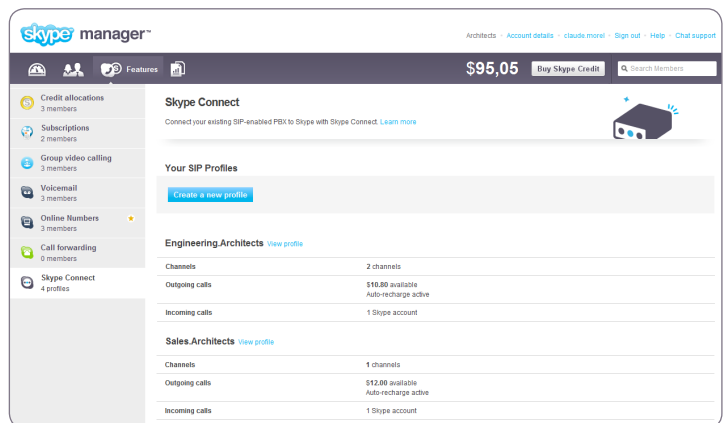 skype manager™
Architects · Account details · claude.morel · Sign out · Help · Chat support
Features
$95,05
Buy Skype Credit
Search Members
Credit allocations
3 members
Subscriptions
2 members
Group video calling
3 members
Voicemail
3 members
Online Numbers
3 members
Call forwarding
0 members
Skype Connect
4 profiles
Skype Connect
Connect your existing SIP-enabled PBX to Skype with Skype Connect. Learn more
Your SIP Profiles
Create a new profile
Engineering.Architects View profile
Channels 2 channels
Outgoing calls $10.80 available
Auto-recharge active
Incoming calls 1 Skype account
Sales.Architects View profile
Channels 1 channels
Outgoing calls $12.00 available
Auto-recharge active
Incoming calls 1 Skype account